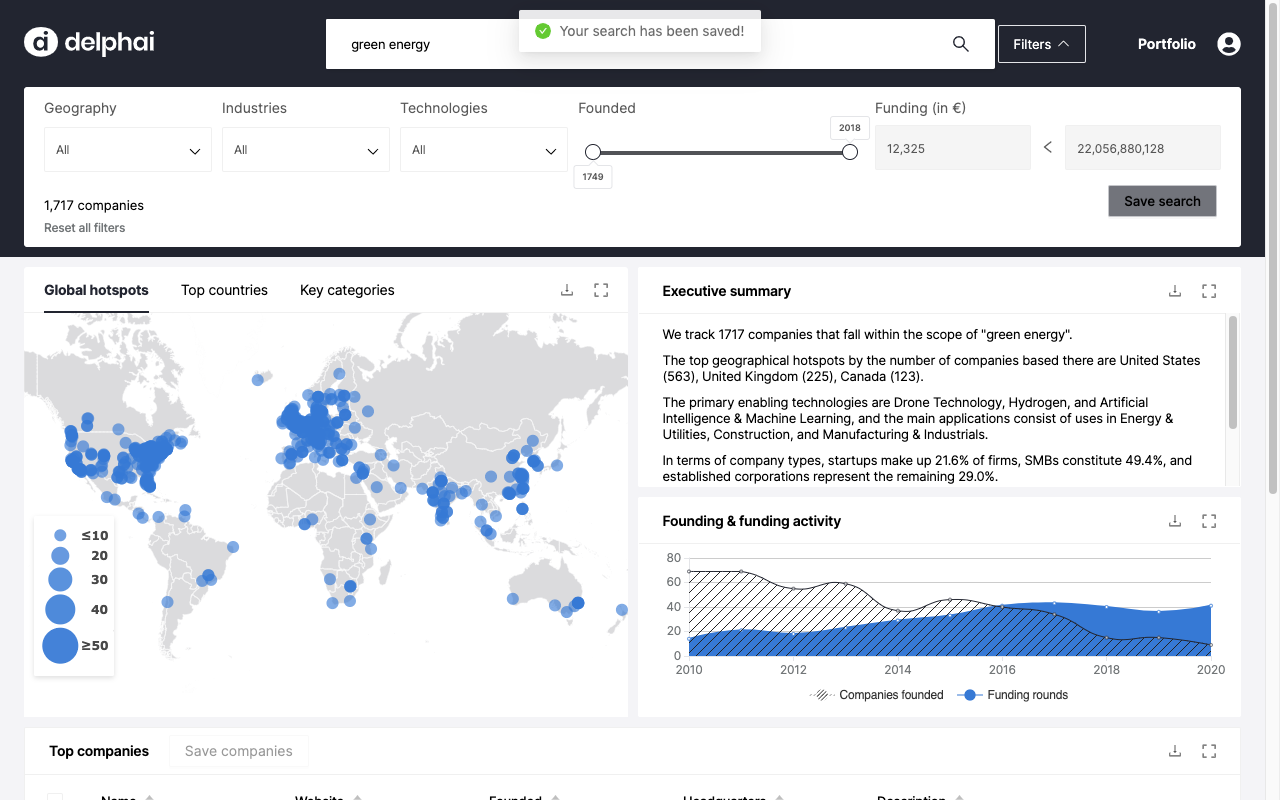 delphai
green energy
Your search has been saved!
Filters
Portfolio
Geography
Industries
Technologies
Founded
Funding (in €)
All
All
All
2018
1749
12,325
<
22,056,880,128
1,717 companies
Reset all filters
Save search
Global hotspots
Top countries
Key categories
≤10
20
30
40
≥50
Executive summary
We track 1717 companies that fall within the scope of "green energy".
The top geographical hotspots by the number of companies based there are United States
(563), United Kingdom (225), Canada (123).
The primary enabling technologies are Drone Technology, Hydrogen, and Artificial
Intelligence & Machine Learning, and the main applications consist of uses in Energy &
Utilities, Construction, and Manufacturing & Industrials.
In terms of company types, startups make up 21.6% of firms, SMBs constitute 49.4%, and
established corporations represent the remaining 29.0%.
Founding & funding activity
80
60
40
20
0
2010
2012
2014
2016
2018
2020
Companies founded
Funding rounds
Top companies
Save companies
Name
Website
Founded
Headquarters
Description